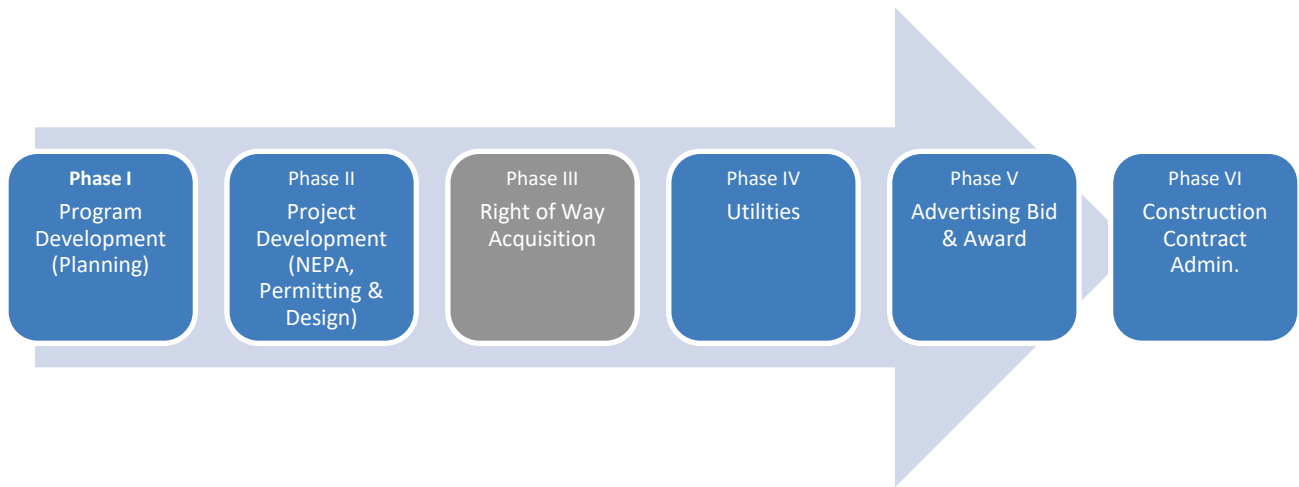 Phase I
Program
Development
(Planning)
Phase II
Project
Development
(NEPA,
Permitting &
Design)
Phase III
Right of Way
Acquisition
Phase IV
Utilities
Phase V
Advertising Bid
& Award
Phase VI
Construction
Contract
Admin.